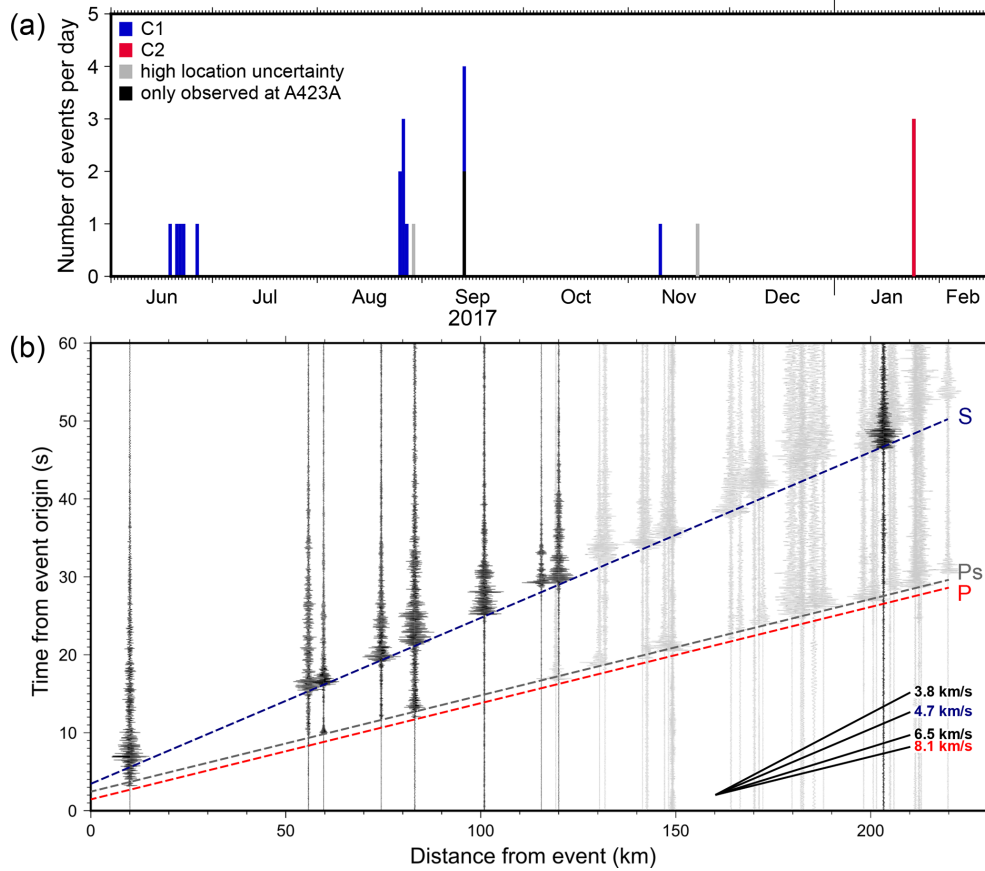 (a)
Number of events per day
5
4
3
2
1
0
C1
C2
high location uncertainty
only observed at A423A
Jun Jul Aug Sep Oct Nov Dec Jan Feb
2017
(b)
Time from event origin (s)
60
50
40
30
20
10
0
S
Ps
P
3.8 km/s
4.7 km/s
6.5 km/s
8.1 km/s
0 50 100 150 200
Distance from event (km)